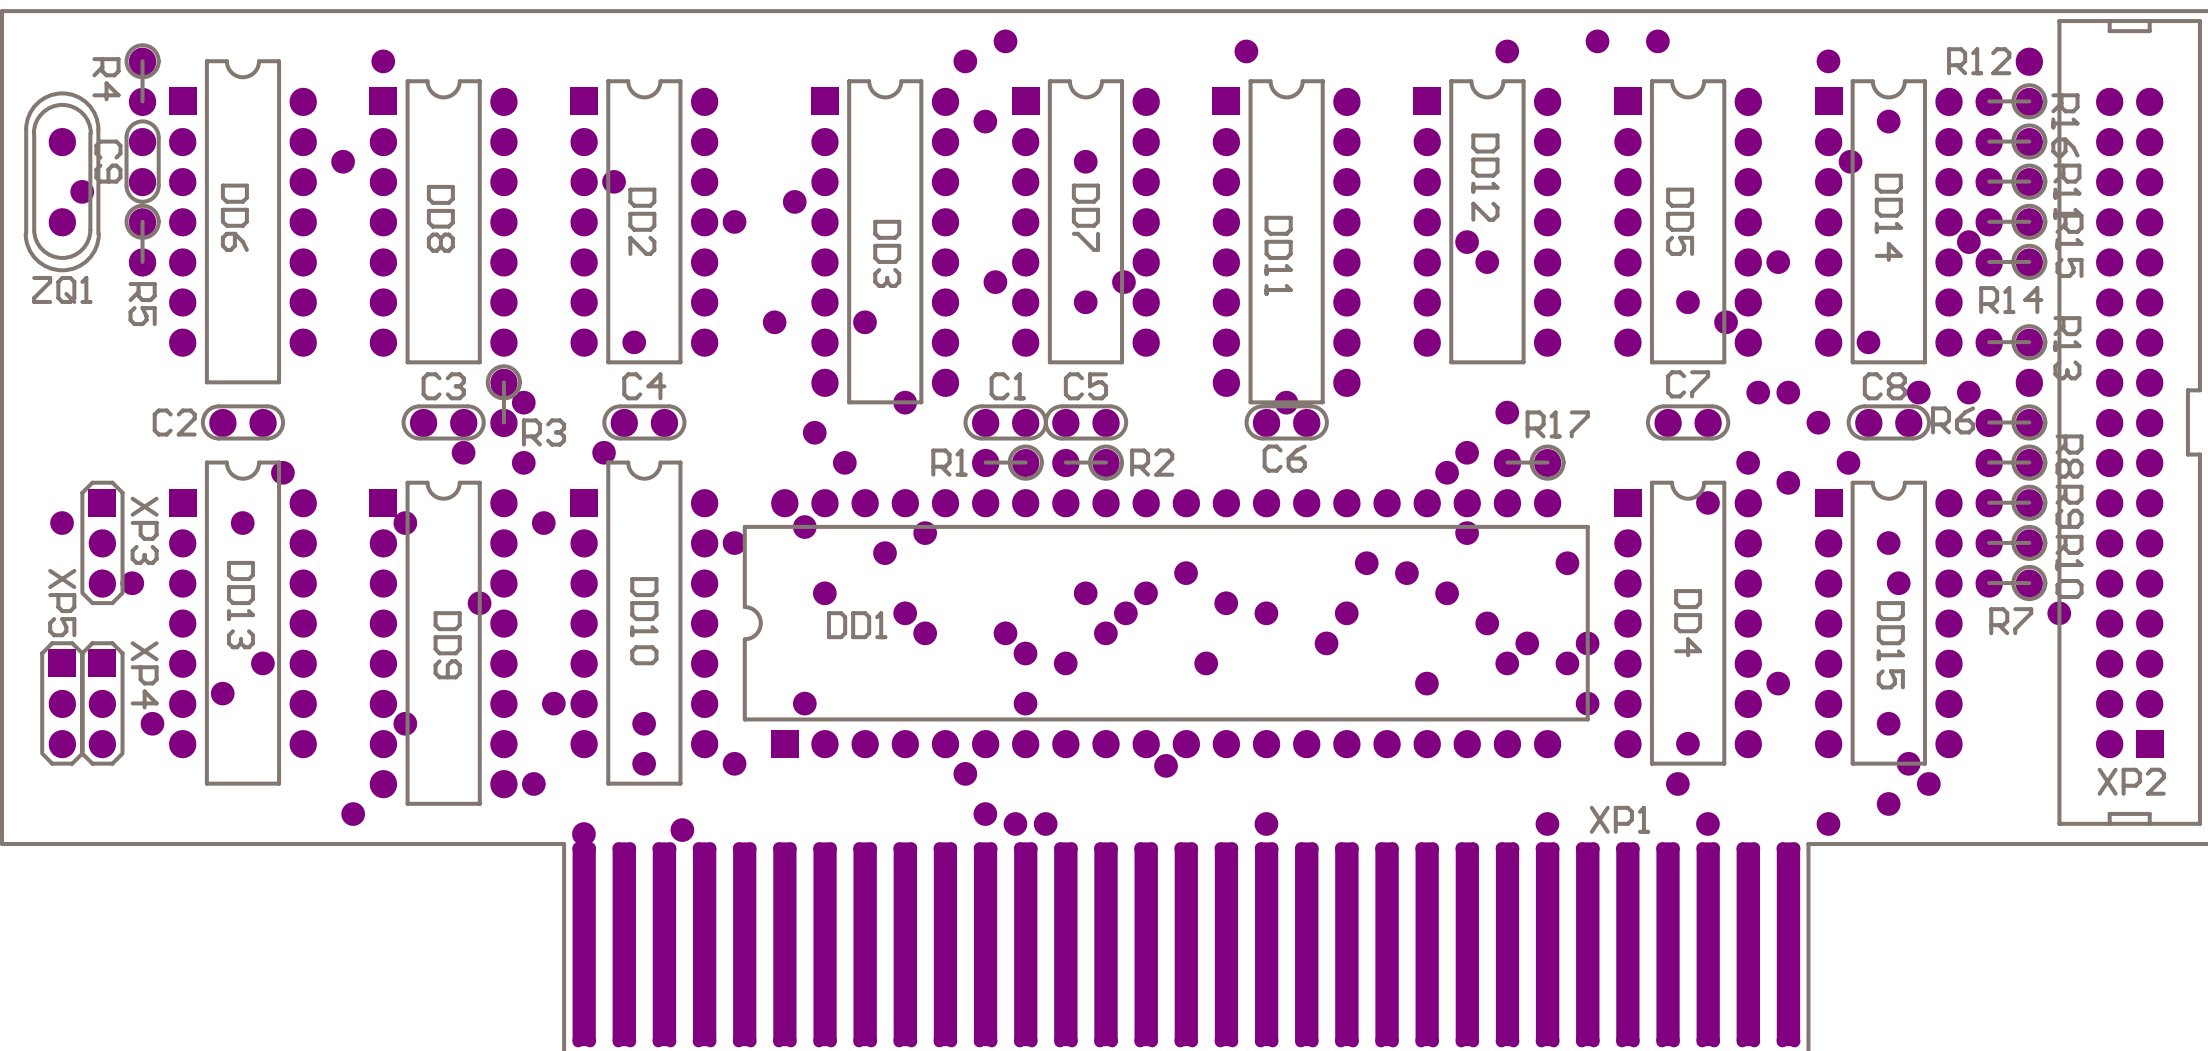 R4
R12
R16
C9
R11
DD6
DD8
DD2
DD3
DD7
DD11
DD12
DD5
DD14
R15
ZQ1
R5
R14
R13
C2
C3
R3
C4
C1
C5
C6
R17
C7
C8
R6
R1
R2
R8
R9
R10
R7
XP3
XP5
XP4
DD13
DD9
DD10
DD1
DD4
DD15
XP2
XP1